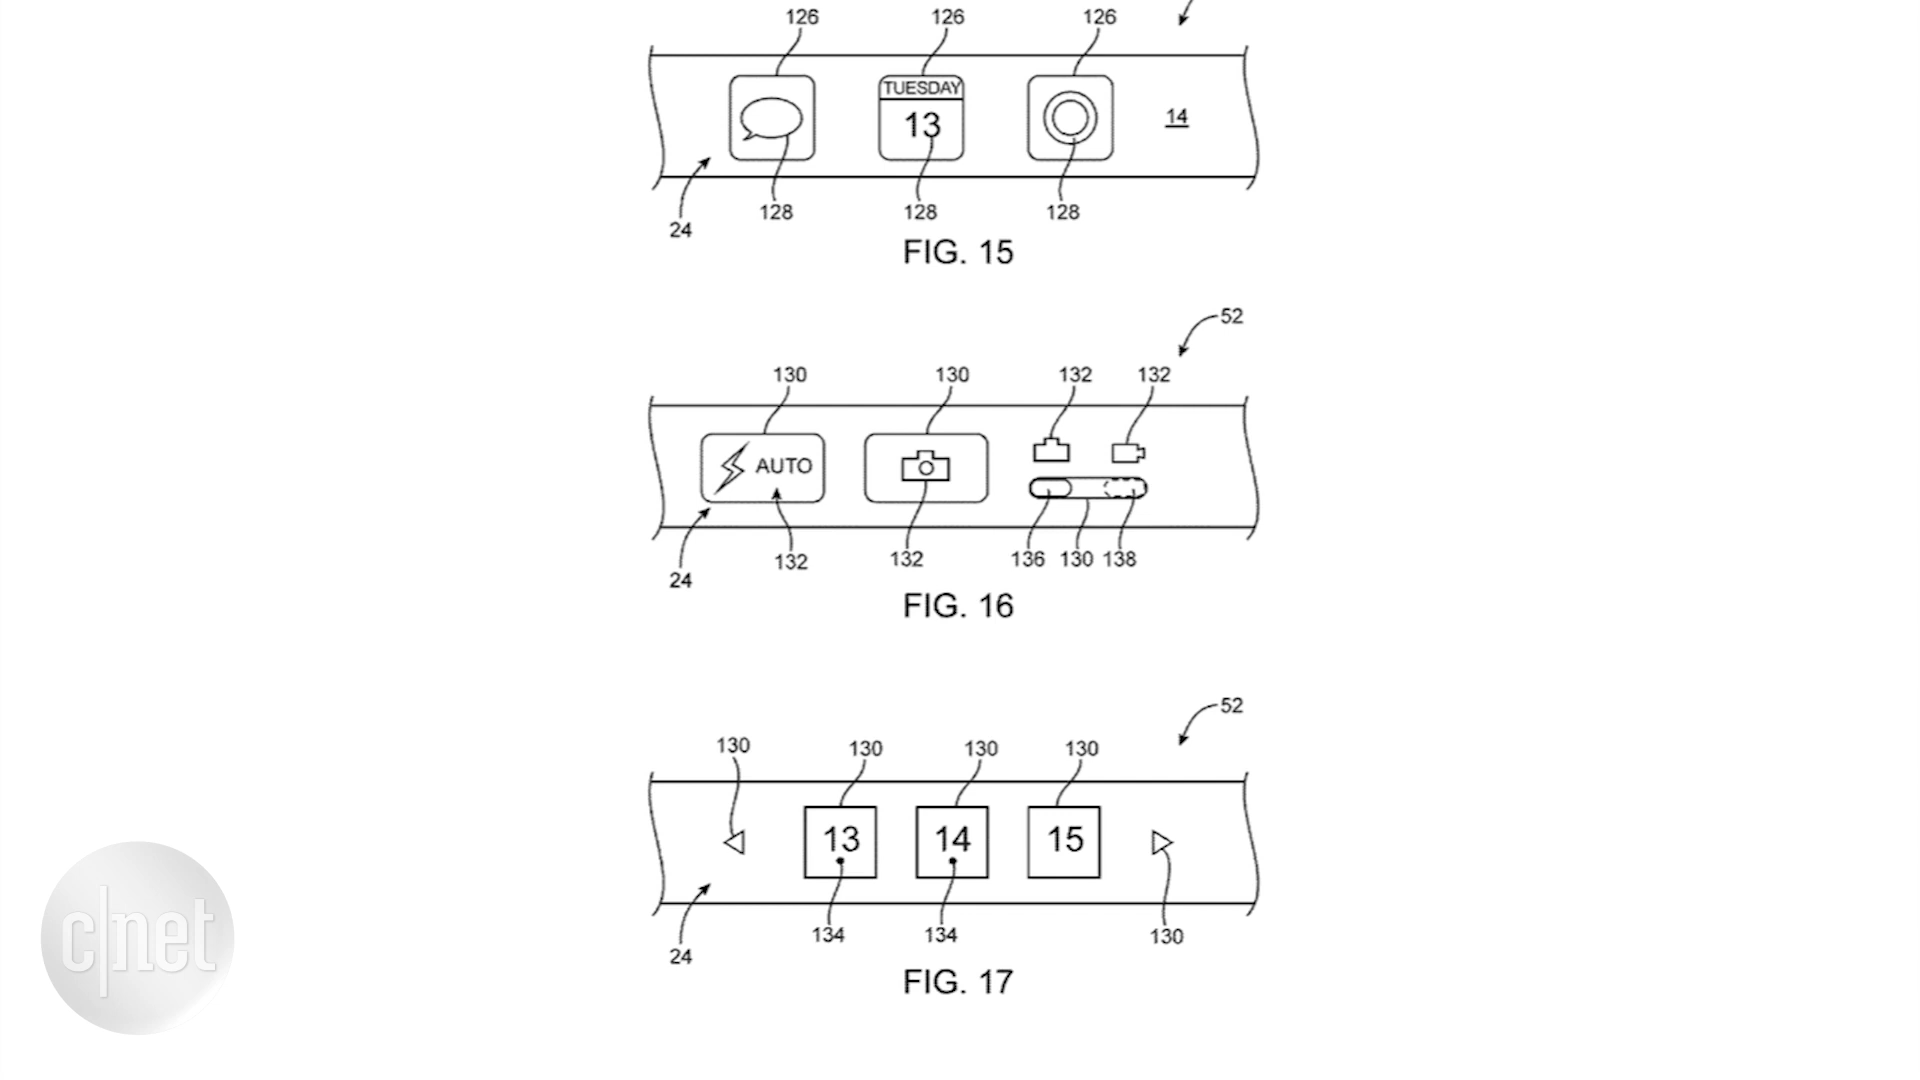 126 126 126
TUESDAY
13
14
128 128 128
24
FIG. 15
52
130 130 132 132
AUTO
132 132 136 130 138
24
FIG. 16
52
130 130 130 130
13 14 15
134 134 130
24
FIG. 17
c|net